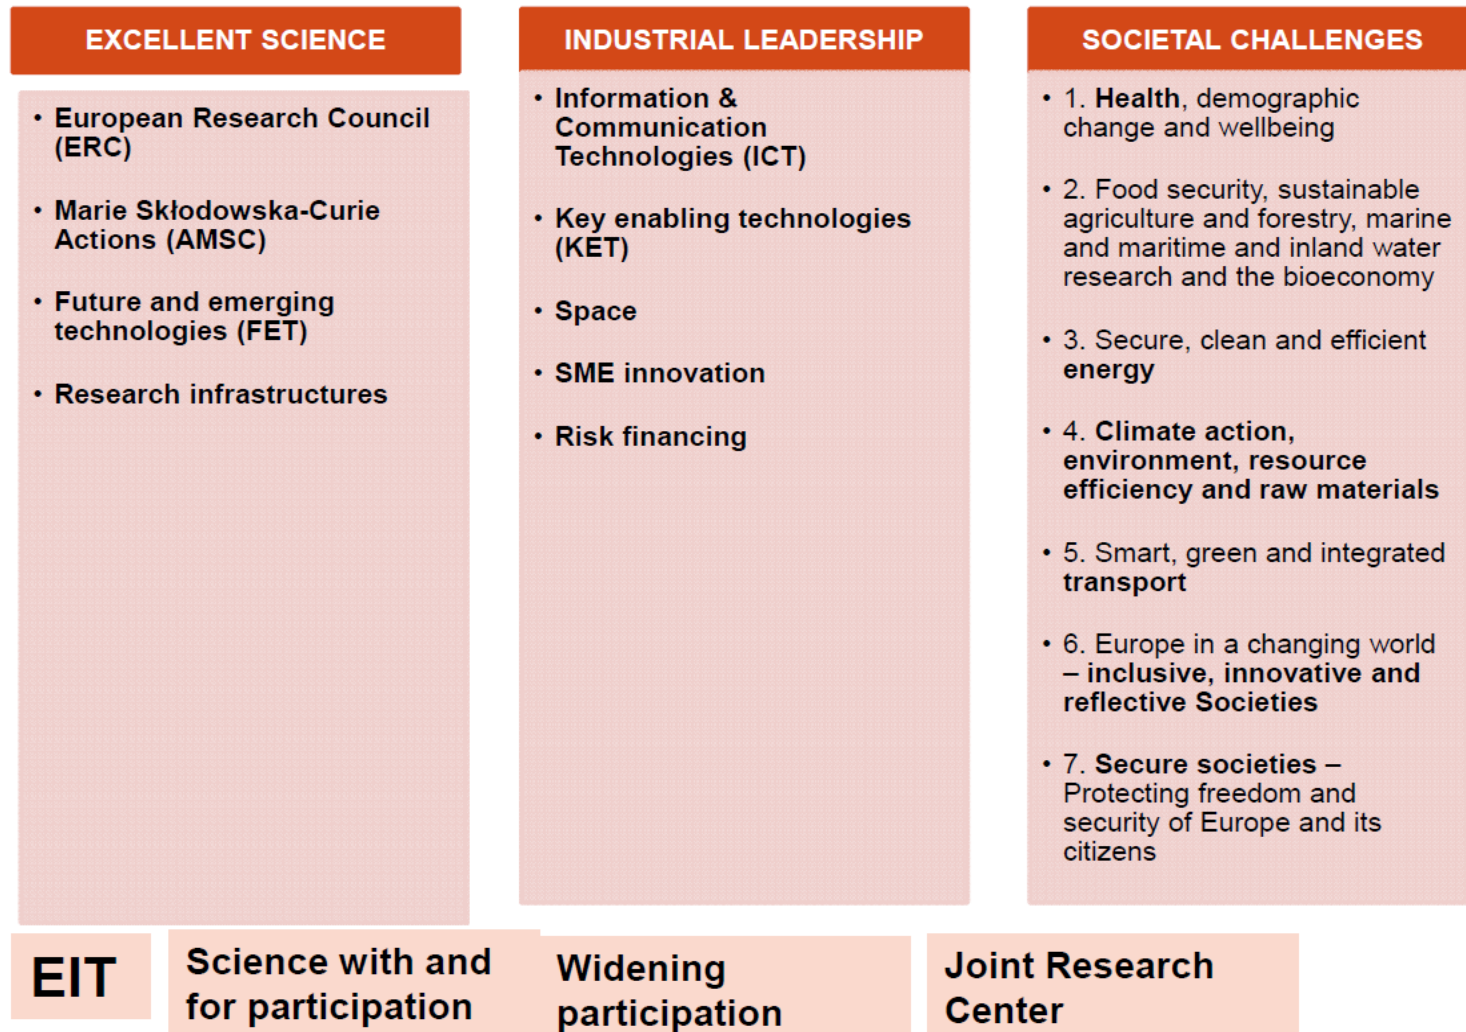 EXCELLENT SCIENCE
• European Research Council
(ERC)
• Marie Skłodowska-Curie
Actions (AMSC)
• Future and emerging
technologies (FET)
• Research infrastructures
INDUSTRIAL LEADERSHIP
• Information &
Communication
Technologies (ICT)
• Key enabling technologies
(KET)
• Space
• SME innovation
• Risk financing
SOCIETAL CHALLENGES
• 1. Health, demographic
change and wellbeing
• 2. Food security, sustainable
agriculture and forestry, marine
and maritime and inland water
research and the bioeconomy
• 3. Secure, clean and efficient
energy
• 4. Climate action,
environment, resource
efficiency and raw materials
• 5. Smart, green and integrated
transport
• 6. Europe in a changing world
– inclusive, innovative and
reflective Societies
• 7. Secure societies –
Protecting freedom and
security of Europe and its
citizens
EIT
Science with and
for participation
Widening
participation
Joint Research
Center